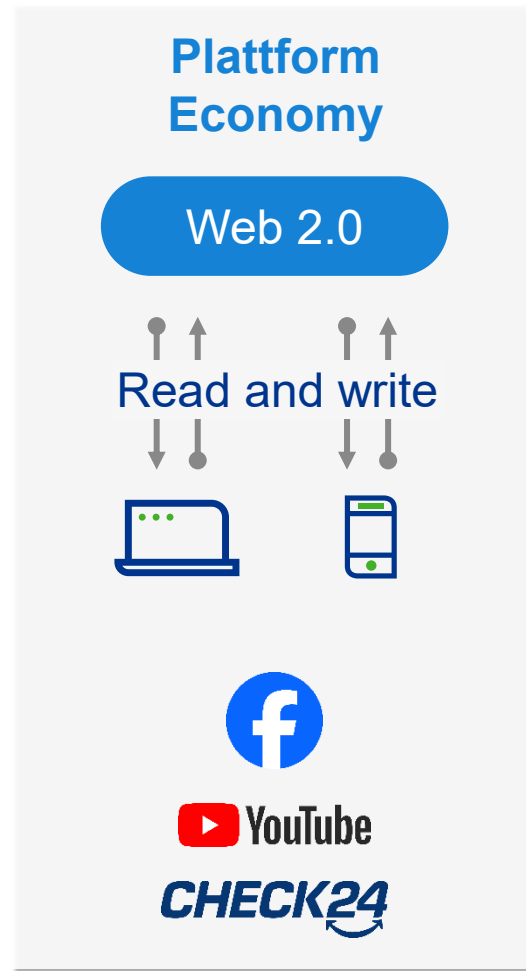 Plattform
Economy
Web 2.0
Read and write
f
YouTube
CHECK24